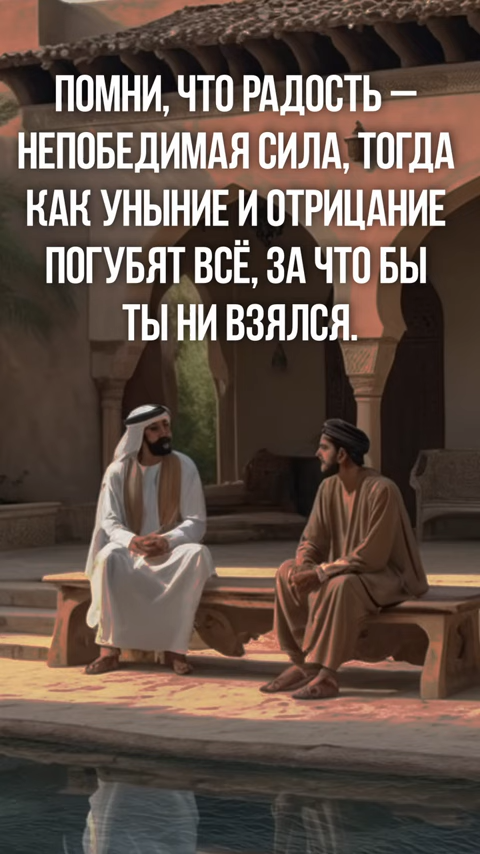 ПОМНИ, ЧТО РАДОСТЬ –
НЕПОБЕДИМАЯ СИЛА, ТОГДА
КАК УНЫНИЕ И ОТРИЦАНИЕ
ПОГУБЯТ ВСЁ, ЗА ЧТО БЫ
ТЫ НИ ВЗЯЛСЯ.